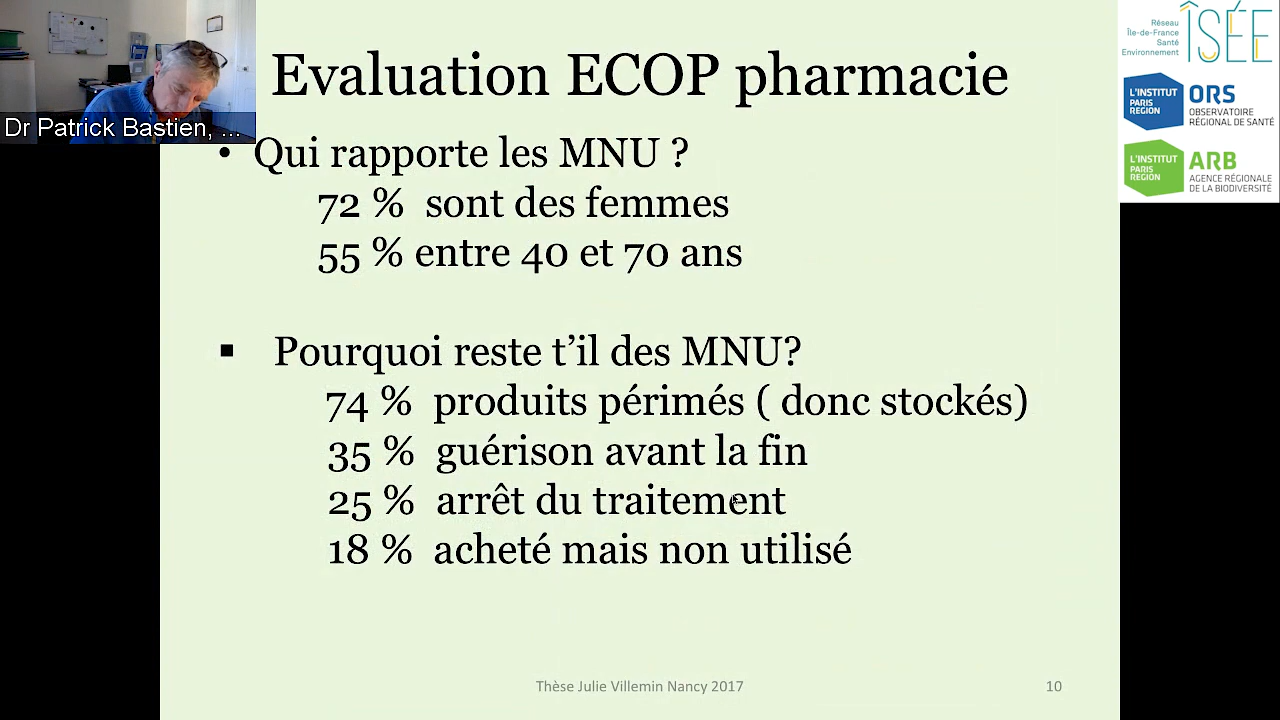 Evaluation ECOP pharmacie
Dr Patrick Bastien, ...
• Qui rapporte les MNU ?
72 % sont des femmes
55 % entre 40 et 70 ans
▪ Pourquoi reste t’il des MNU?
74 % produits périmés ( donc stockés)
35 % guérison avant la fin
25 % arrêt du traitement
18 % acheté mais non utilisé
Thèse Julie Villemin Nancy 2017
10
Réseau
Île-de-France
Santé
Environnement
ÎSÉE
L'INSTITUT
PARIS
REGION
ORS
OBSERVATOIRE
RÉGIONAL DE SANTÉ
L'INSTITUT
PARIS
REGION
ARB
AGENCE RÉGIONALE
DE LA BIODIVERSITÉ